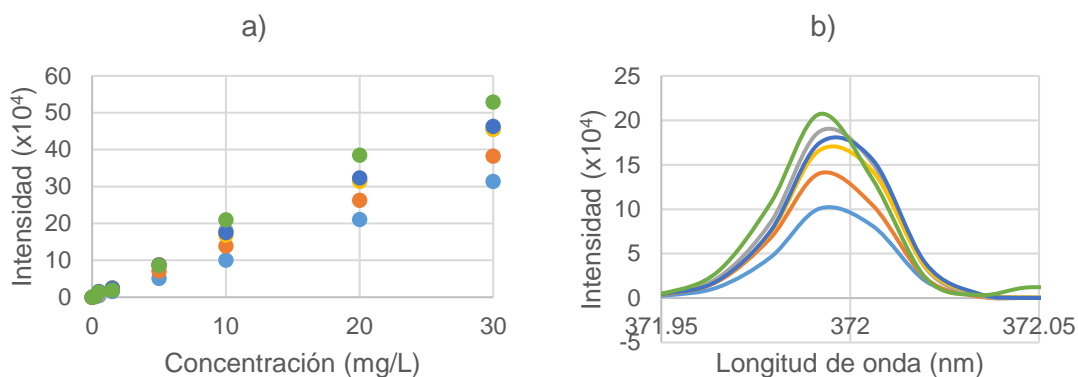 a)
60
50
40
30
20
10
0
0 10 20 30
Intensidad (x10⁴)
Concentración (mg/L)
b)
25
20
15
10
5
0
-5
371.95 372 372.05
Intensidad (x10⁴)
Longitud de onda (nm)